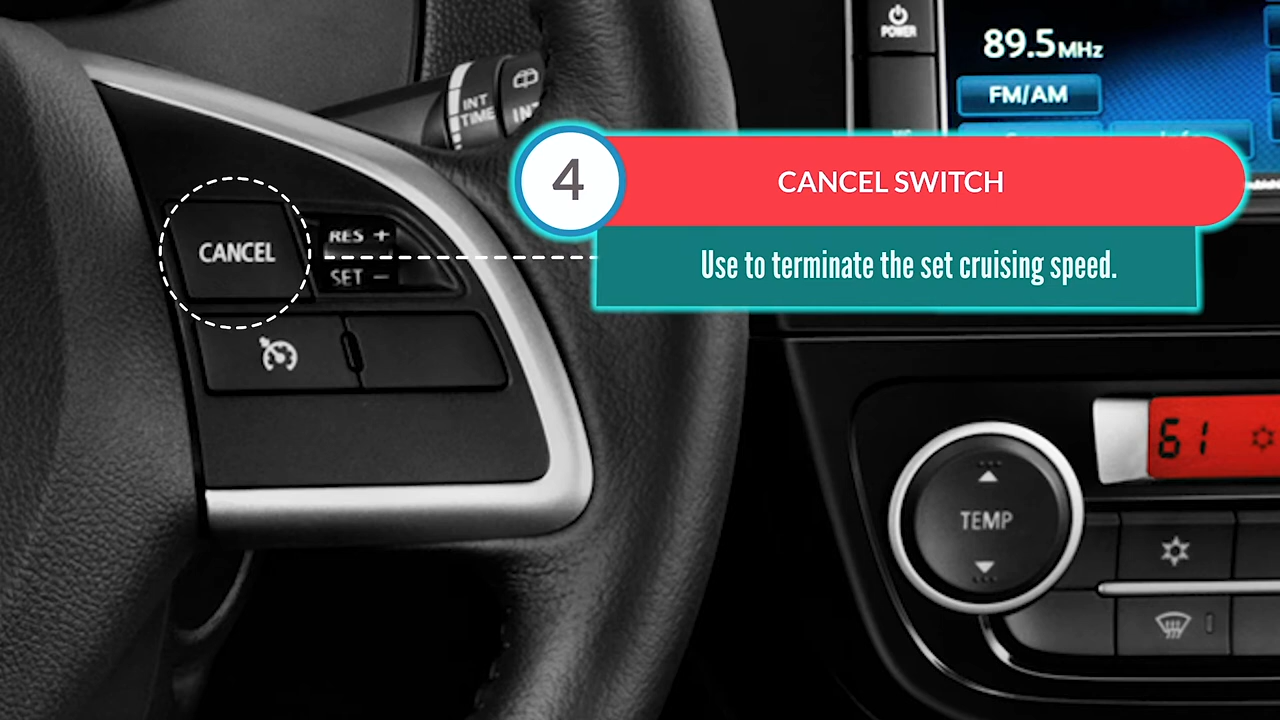 POWER
89.5MHz
FM/AM
INT
TIME
INT
4
CANCEL SWITCH
Use to terminate the set cruising speed.
CANCEL
RES +
SET −
61
TEMP